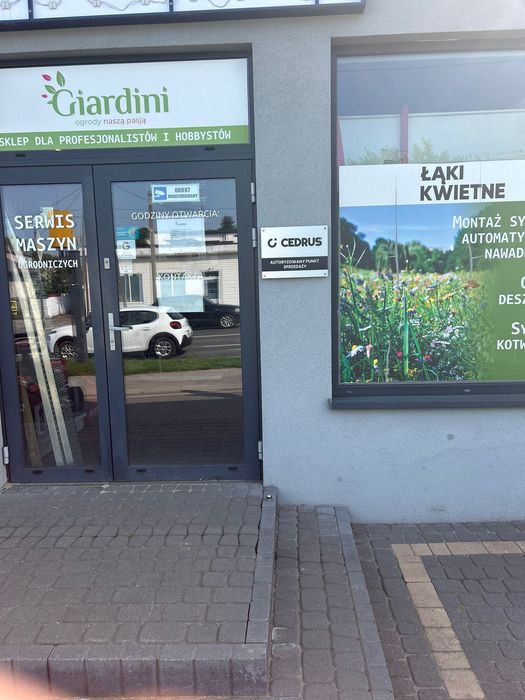 Giardini
ogrody naszą pasją
SKLEP DLA PROFESJONALISTÓW I HOBBYSTÓW
OBIEKT
MONITOROWANY
SERWIS
MASZYN
OGRODNICZYCH
GODZINY OTWARCIA:
KONTAKT
CEDRUS
AUTORYZOWANY PUNKT
SPRZEDAŻY
ŁĄKI
KWIETNE
MONTAŻ SY
AUTOMATY
NAWAD
DESZ
SY
KOTW